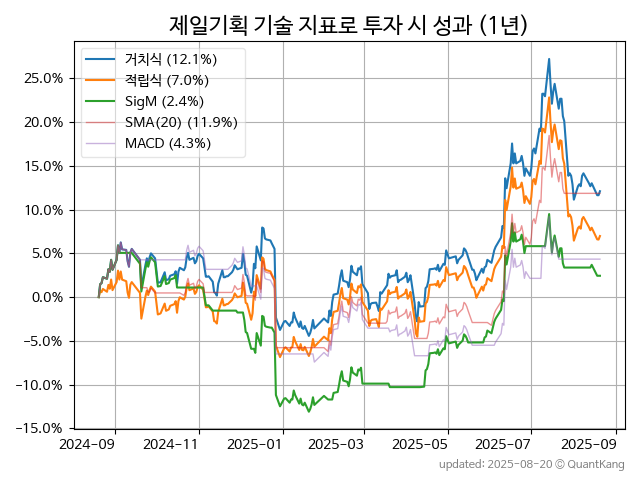 제일기획 기술 지표로 투자 시 성과 (1년)
거치식 (12.1%)
적립식 (7.0%)
SigM (2.4%)
SMA(20) (11.9%)
MACD (4.3%)
25.0%
20.0%
15.0%
10.0%
5.0%
0.0%
−5.0%
−10.0%
−15.0%
2024-09 2024-11 2025-01 2025-03 2025-05 2025-07 2025-09
updated: 2025-08-20 © QuantKang